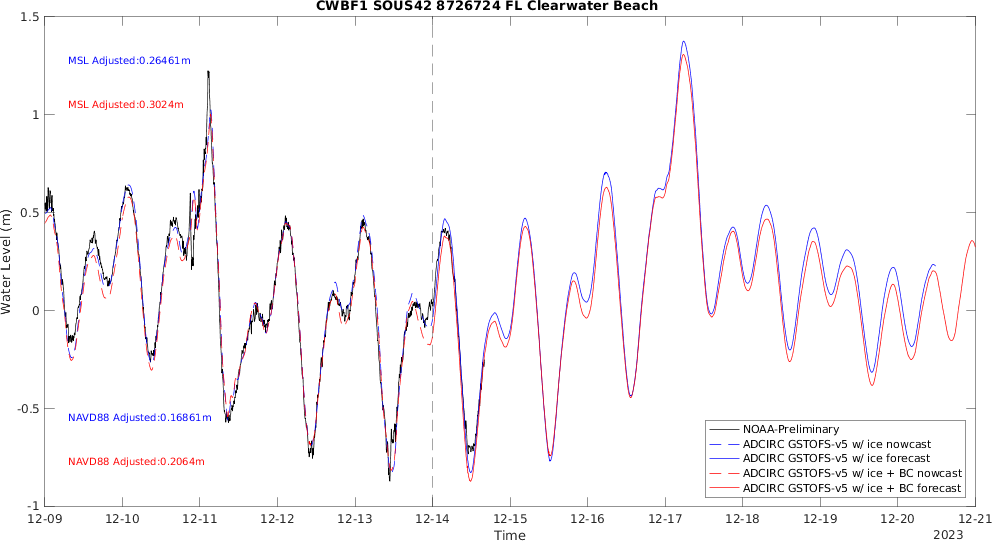 CWBF1 SOUS42 8726724 FL Clearwater Beach
1.5
1
0.5
0
-0.5
-1
Water Level (m)
MSL Adjusted:0.26461m
MSL Adjusted:0.3024m
NAVD88 Adjusted:0.16861m
NAVD88 Adjusted:0.2064m
NOAA-Preliminary
ADCIRC GSTOFS-v5 w/ ice nowcast
ADCIRC GSTOFS-v5 w/ ice forecast
ADCIRC GSTOFS-v5 w/ ice + BC nowcast
ADCIRC GSTOFS-v5 w/ ice + BC forecast
12-09 12-10 12-11 12-12 12-13 12-14 12-15 12-16 12-17 12-18 12-19 12-20 12-21
Time
2023